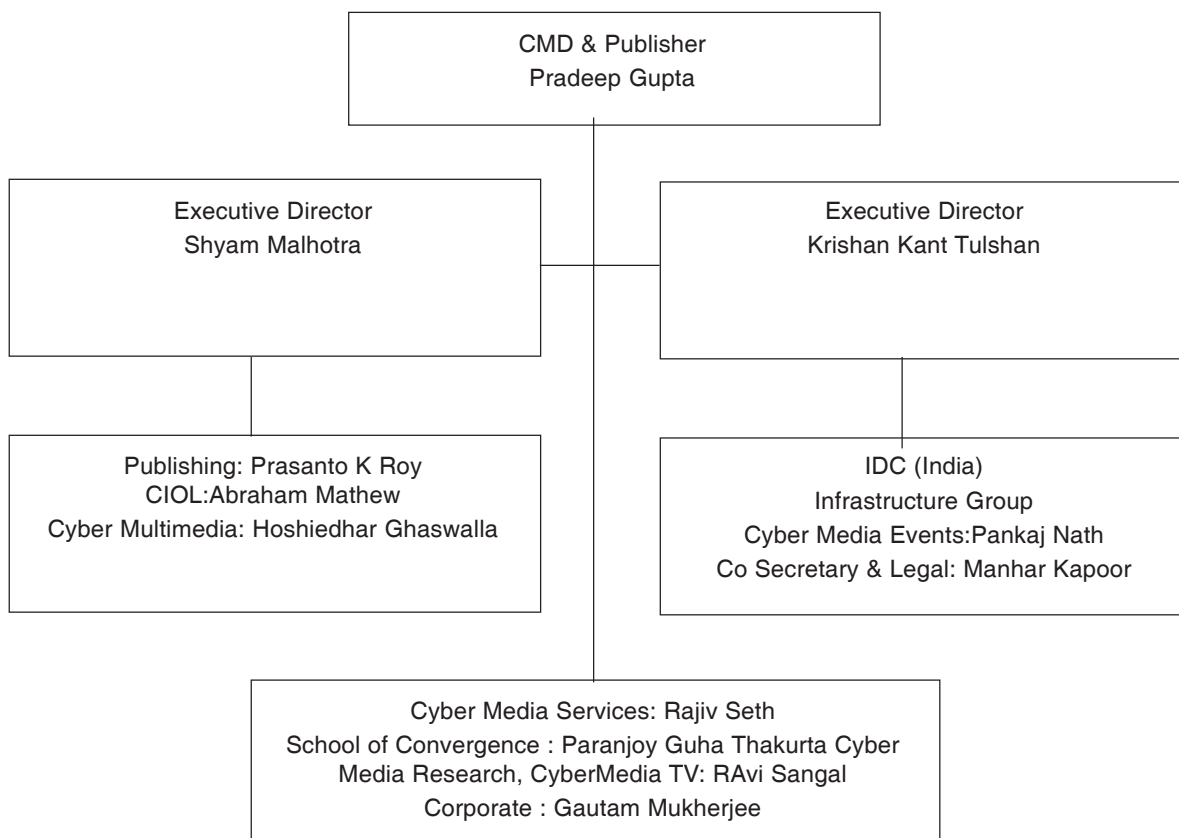 CMD & Publisher
Pradeep Gupta
Executive Director
Shyam Malhotra
Executive Director
Krishan Kant Tulshan
Publishing: Prasanto K Roy
CIOL:Abraham Mathew
Cyber Multimedia: Hoshiedhar Ghaswalla
IDC (India)
Infrastructure Group
Cyber Media Events:Pankaj Nath
Co Secretary & Legal: Manhar Kapoor
Cyber Media Services: Rajiv Seth
School of Convergence : Paranjoy Guha Thakurta Cyber
Media Research, CyberMedia TV: RAvi Sangal
Corporate : Gautam Mukherjee